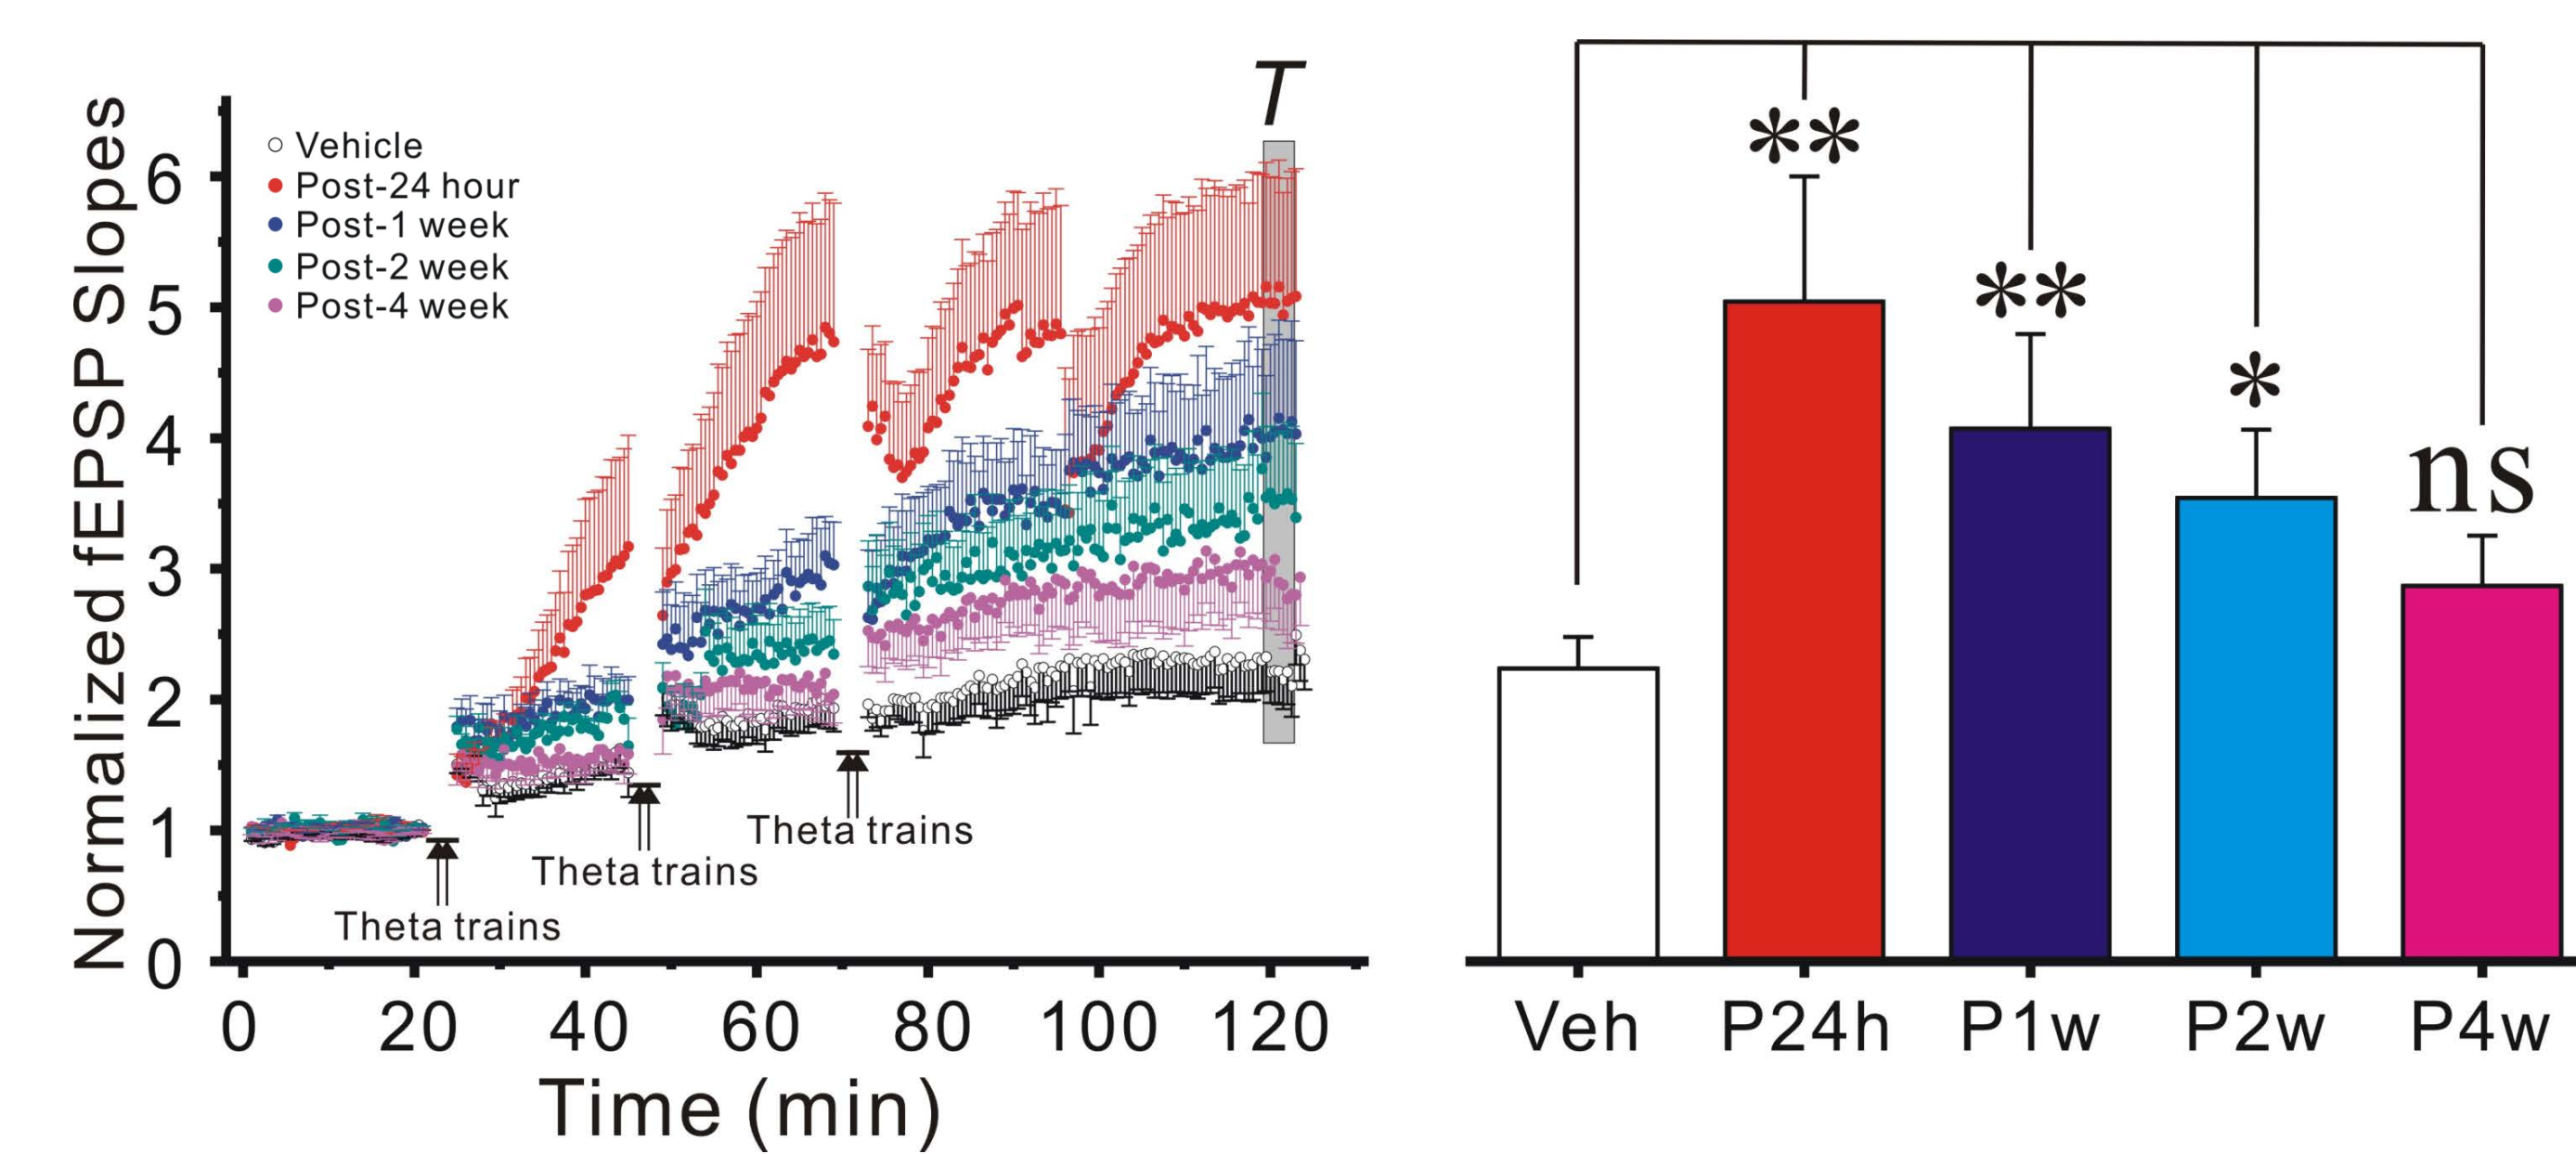 T
Normalized fEPSP Slopes
6
5
4
3
2
1
0
Vehicle
Post-24 hour
Post-1 week
Post-2 week
Post-4 week
Theta trains
Theta trains
Theta trains
0 20 40 60 80 100 120
Time (min)
**
**
*
ns
Veh P24h P1w P2w P4w